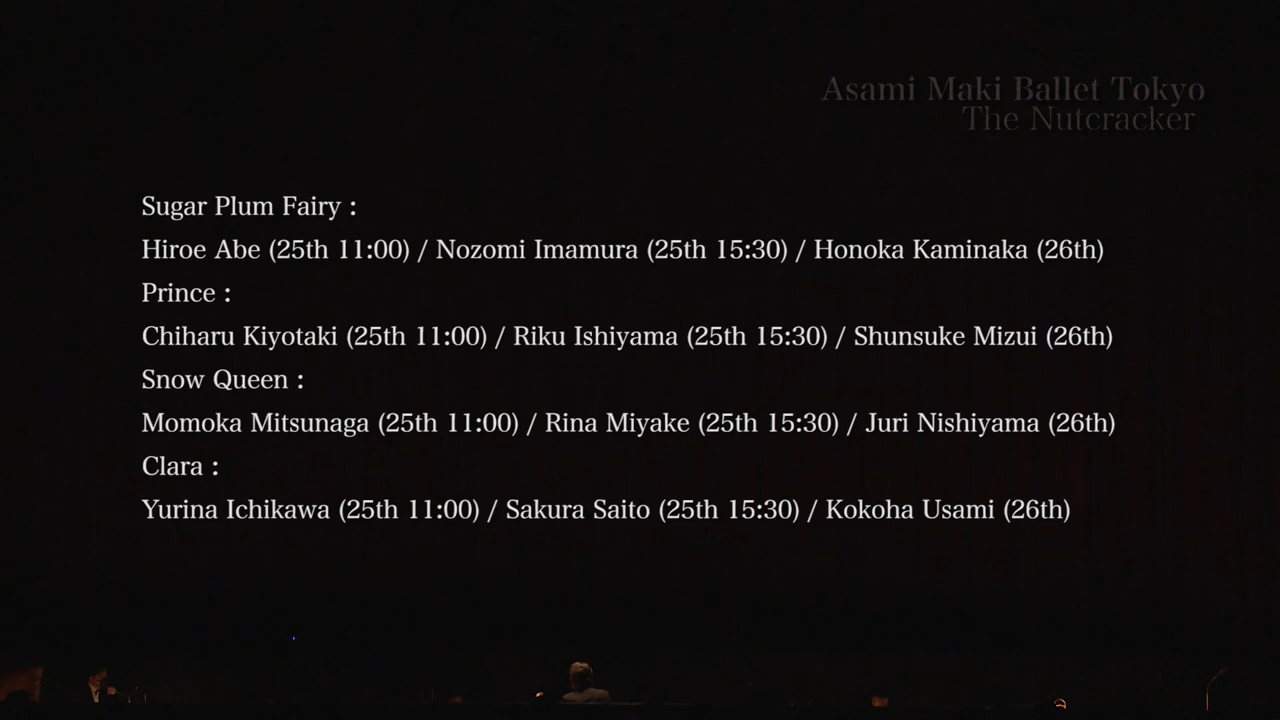 Asami Maki Ballet Tokyo
The Nutcracker
Sugar Plum Fairy :
Hiroe Abe (25th 11:00) / Nozomi Imamura (25th 15:30) / Honoka Kaminaka (26th)
Prince :
Chiharu Kiyotaki (25th 11:00) / Riku Ishiyama (25th 15:30) / Shunsuke Mizui (26th)
Snow Queen :
Momoka Mitsunaga (25th 11:00) / Rina Miyake (25th 15:30) / Juri Nishiyama (26th)
Clara :
Yurina Ichikawa (25th 11:00) / Sakura Saito (25th 15:30) / Kokoha Usami (26th)